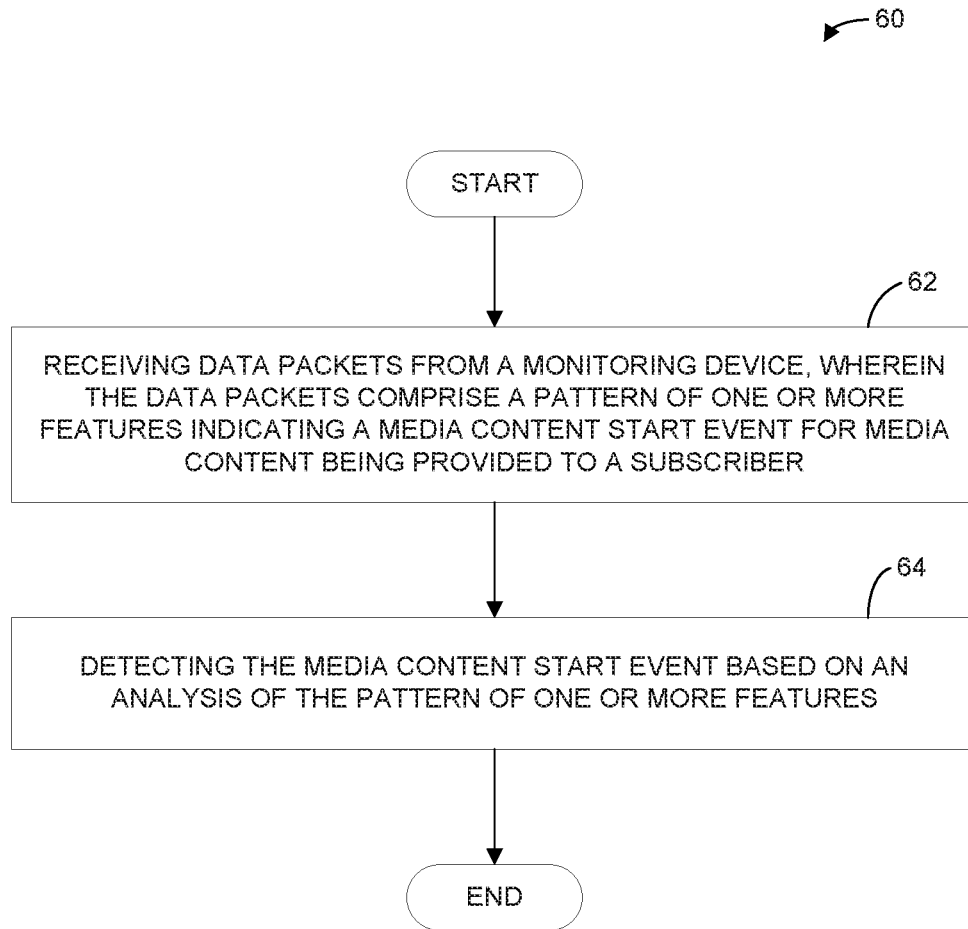 60
START
62
RECEIVING DATA PACKETS FROM A MONITORING DEVICE, WHEREIN
THE DATA PACKETS COMPRISE A PATTERN OF ONE OR MORE
FEATURES INDICATING A MEDIA CONTENT START EVENT FOR MEDIA
CONTENT BEING PROVIDED TO A SUBSCRIBER
64
DETECTING THE MEDIA CONTENT START EVENT BASED ON AN
ANALYSIS OF THE PATTERN OF ONE OR MORE FEATURES
END